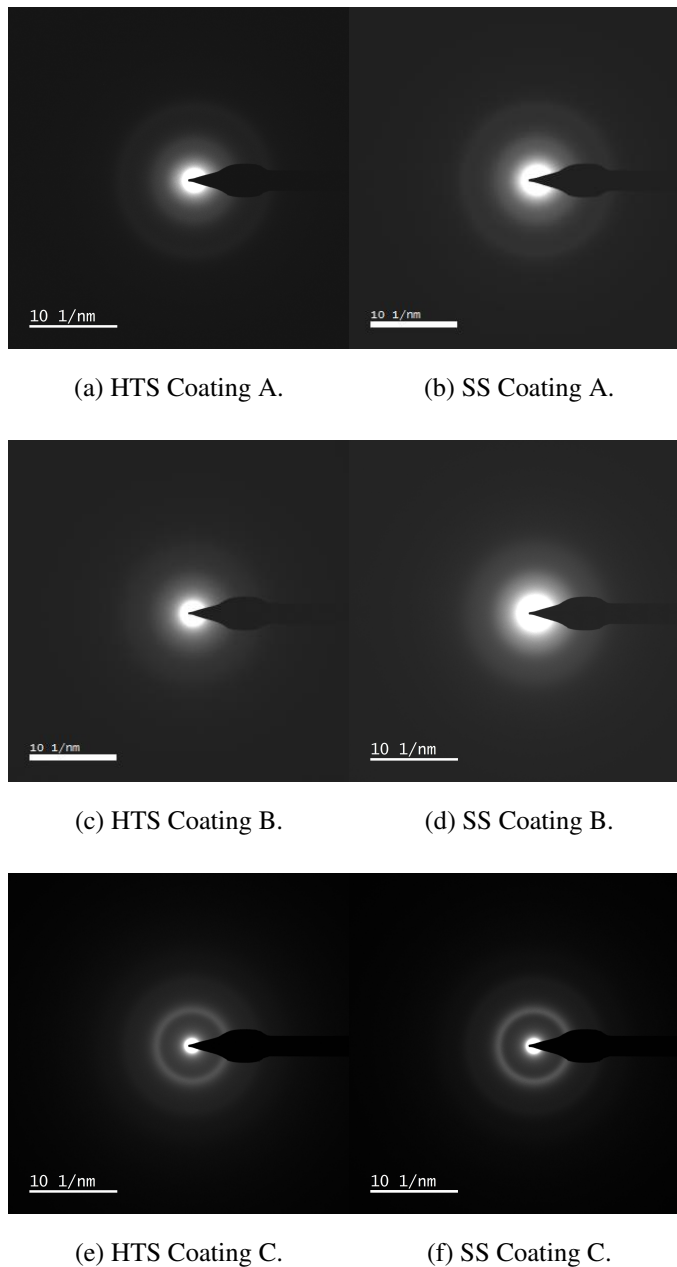 10 1/nm
10 1/nm
(a) HTS Coating A.
(b) SS Coating A.
10 1/nm
10 1/nm
(c) HTS Coating B.
(d) SS Coating B.
10 1/nm
10 1/nm
(e) HTS Coating C.
(f) SS Coating C.